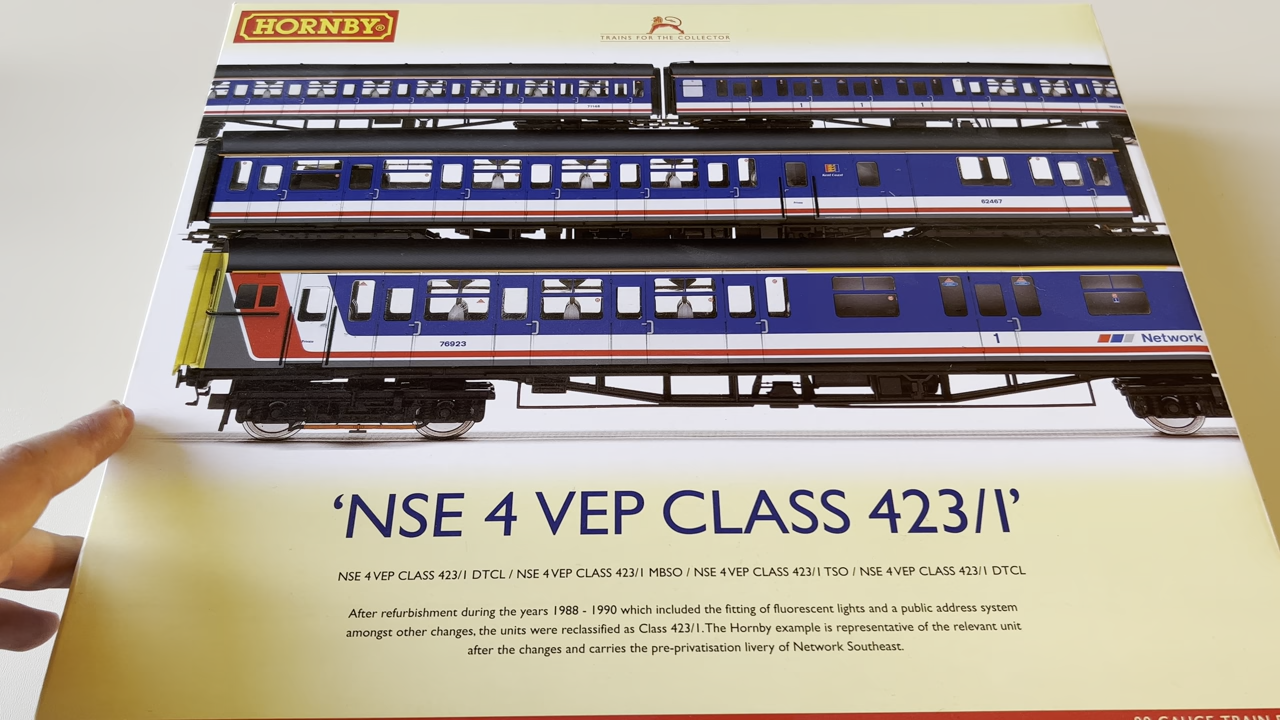 HORNBY®
TRAINS FOR THE COLLECTOR
62467
76923
1
Network
'NSE 4 VEP CLASS 423/1'
NSE 4 VEP CLASS 423/1 DTCL / NSE 4 VEP CLASS 423/1 MBSO / NSE 4 VEP CLASS 423/1 TSO / NSE 4 VEP CLASS 423/1 DTCL
After refurbishment during the years 1988 - 1990 which included the fitting of fluorescent lights and a public address system
amongst other changes, the units were reclassified as Class 423/1. The Hornby example is representative of the relevant unit
after the changes and carries the pre-privatisation livery of Network Southeast.
GAUGE TRAIN